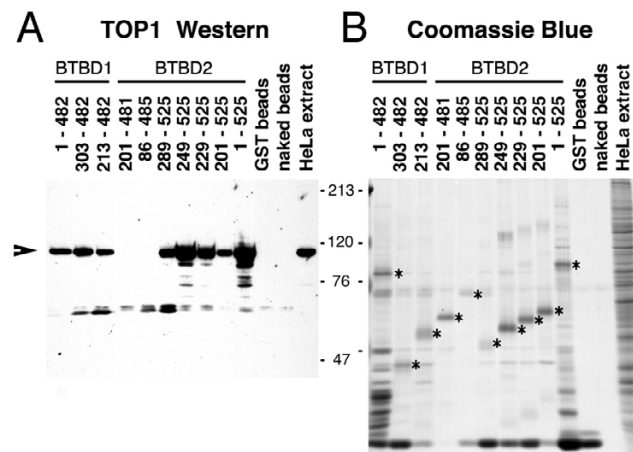 A TOP1 Western
BTBD1 BTBD2
1 - 482
303 - 482
213 - 482
201 - 481
86 - 485
289 - 525
249 - 525
229 - 525
201 - 525
1 - 525
GST beads
naked beads
HeLa extract
- 213 -
- 120 -
- 76 -
- 47 -
B Coomassie Blue
BTBD1 BTBD2
1 - 482
303 - 482
213 - 482
201 - 481
86 - 485
289 - 525
249 - 525
229 - 525
201 - 525
1 - 525
GST beads
naked beads
HeLa extract
* * * * * * * * * *